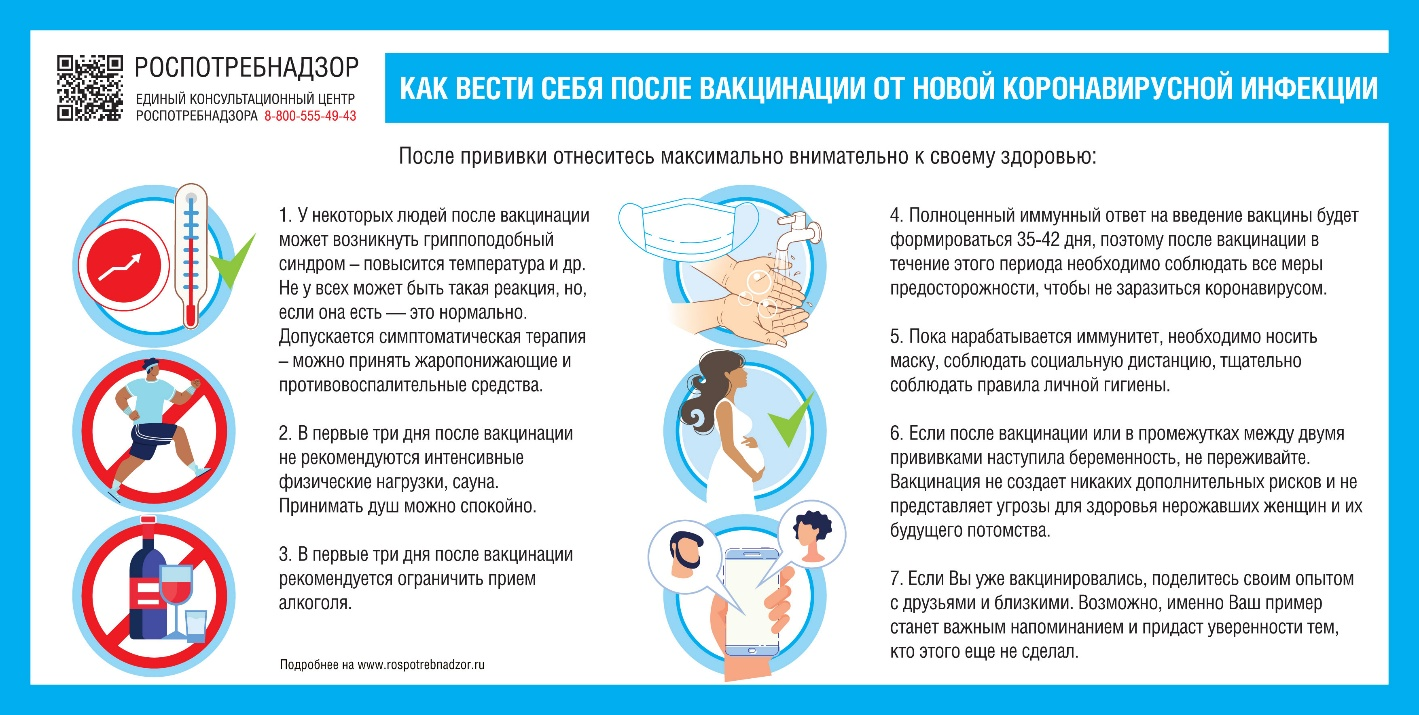 РОСПОТРЕБНАДЗОР
ЕДИНЫЙ КОНСУЛЬТАЦИОННЫЙ ЦЕНТР
РОСПОТРЕБНАДЗОРА 8-800-555-49-43
КАК ВЕСТИ СЕБЯ ПОСЛЕ ВАКЦИНАЦИИ ОТ НОВОЙ КОРОНАВИРУСНОЙ ИНФЕКЦИИ
После прививки отнеситесь максимально внимательно к своему здоровью:
1. У некоторых людей после вакцинации
может возникнуть гриппоподобный
синдром – повысится температура и др.
Не у всех может быть такая реакция, но,
если она есть — это нормально.
Допускается симптоматическая терапия
– можно принять жаропонижающие и
противовоспалительные средства.
2. В первые три дня после вакцинации
не рекомендуются интенсивные
физические нагрузки, сауна.
Принимать душ можно спокойно.
3. В первые три дня после вакцинации
рекомендуется ограничить прием
алкоголя.
Подробнее на www.rospotrebnadzor.ru
4. Полноценный иммунный ответ на введение вакцины будет
формироваться 35-42 дня, поэтому после вакцинации в
течение этого периода необходимо соблюдать все меры
предосторожности, чтобы не заразиться коронавирусом.
5. Пока нарабатывается иммунитет, необходимо носить
маску, соблюдать социальную дистанцию, тщательно
соблюдать правила личной гигиены.
6. Если после вакцинации или в промежутках между двумя
прививками наступила беременность, не переживайте.
Вакцинация не создает никаких дополнительных рисков и не
представляет угрозы для здоровья нерожавших женщин и их
будущего потомства.
7. Если Вы уже вакцинировались, поделитесь своим опытом
с друзьями и близкими. Возможно, именно Ваш пример
станет важным напоминанием и придаст уверенности тем,
кто этого еще не сделал.